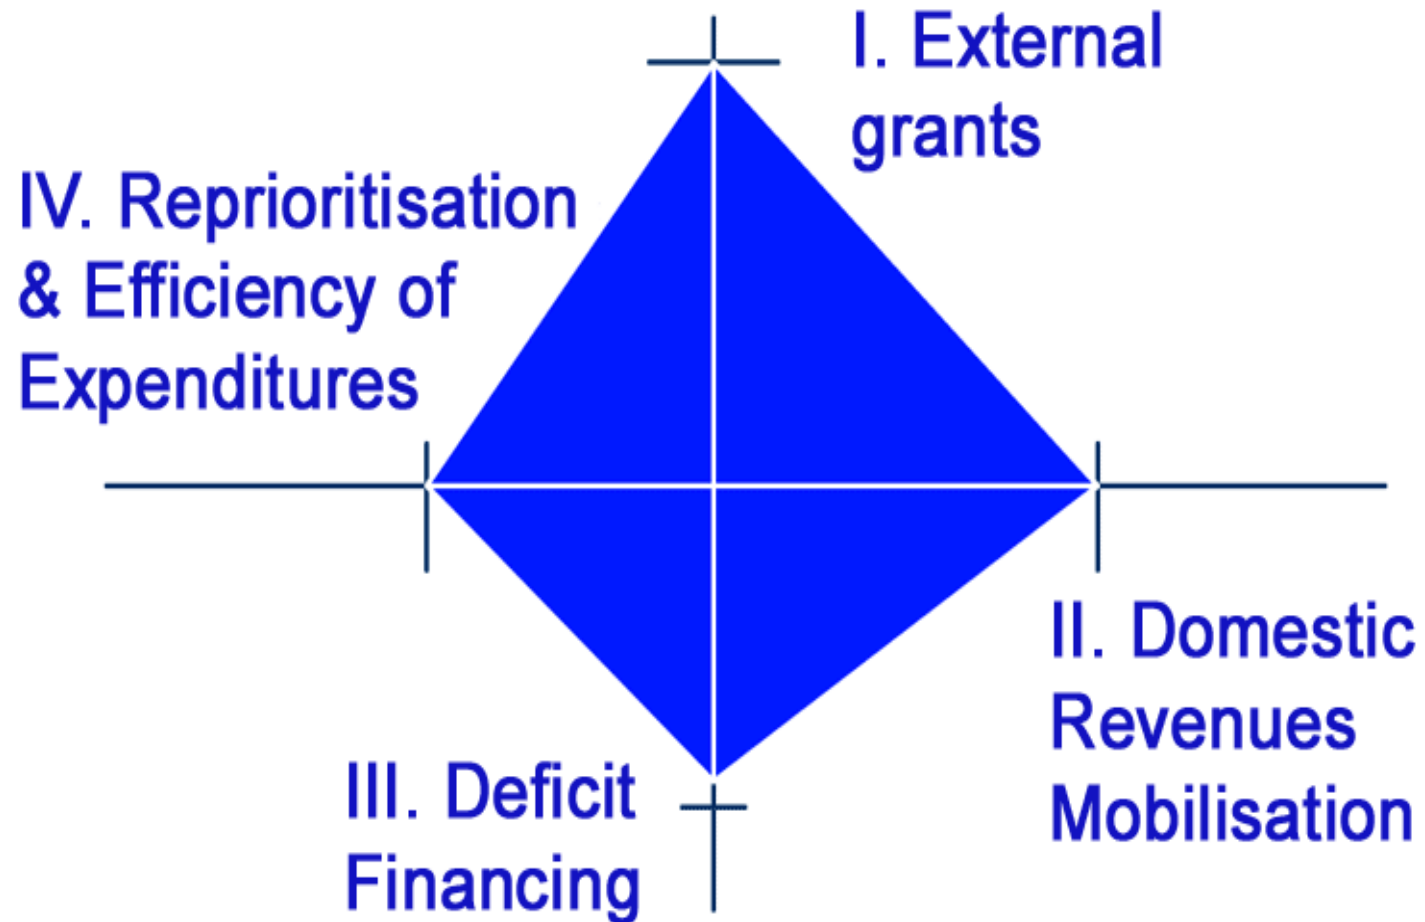 I. External
grants
IV. Reprioritisation
& Efficiency of
Expenditures
II. Domestic
Revenues
Mobilisation
III. Deficit
Financing